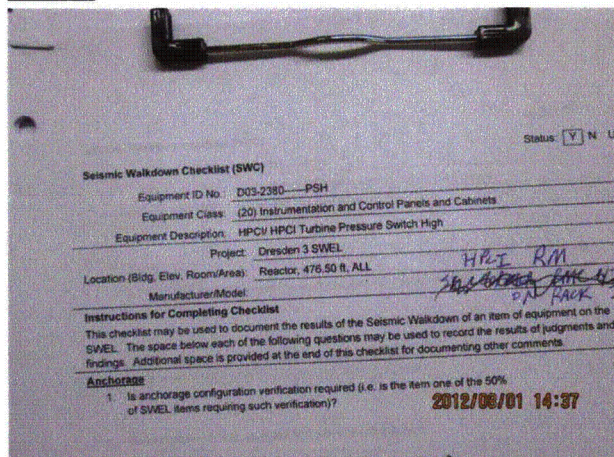 Status: Y N U
Seismic Walkdown Checklist (SWC)
Equipment ID No.: D03-2380-----PSH
Equipment Class: (20) Instrumentation and Control Panels and Cabinets
Equipment Description: HPCI/ HPCI Turbine Pressure Switch High
Project: Dresden 3 SWEL
Location (Bldg, Elev, Room/Area): Reactor, 476.50 ft, ALL
HPCI RM
Manufacturer/Model:
ON RACK
Instructions for Completing Checklist
This checklist may be used to document the results of the Seismic Walkdown of an item of equipment on the
SWEL. The space below each of the following questions may be used to record the results of judgments and
findings. Additional space is provided at the end of this checklist for documenting other comments.
Anchorage
1. Is anchorage configuration verification required (i.e. is the item one of the 50%
of SWEL items requiring such verification)?
2012/08/01 14:37